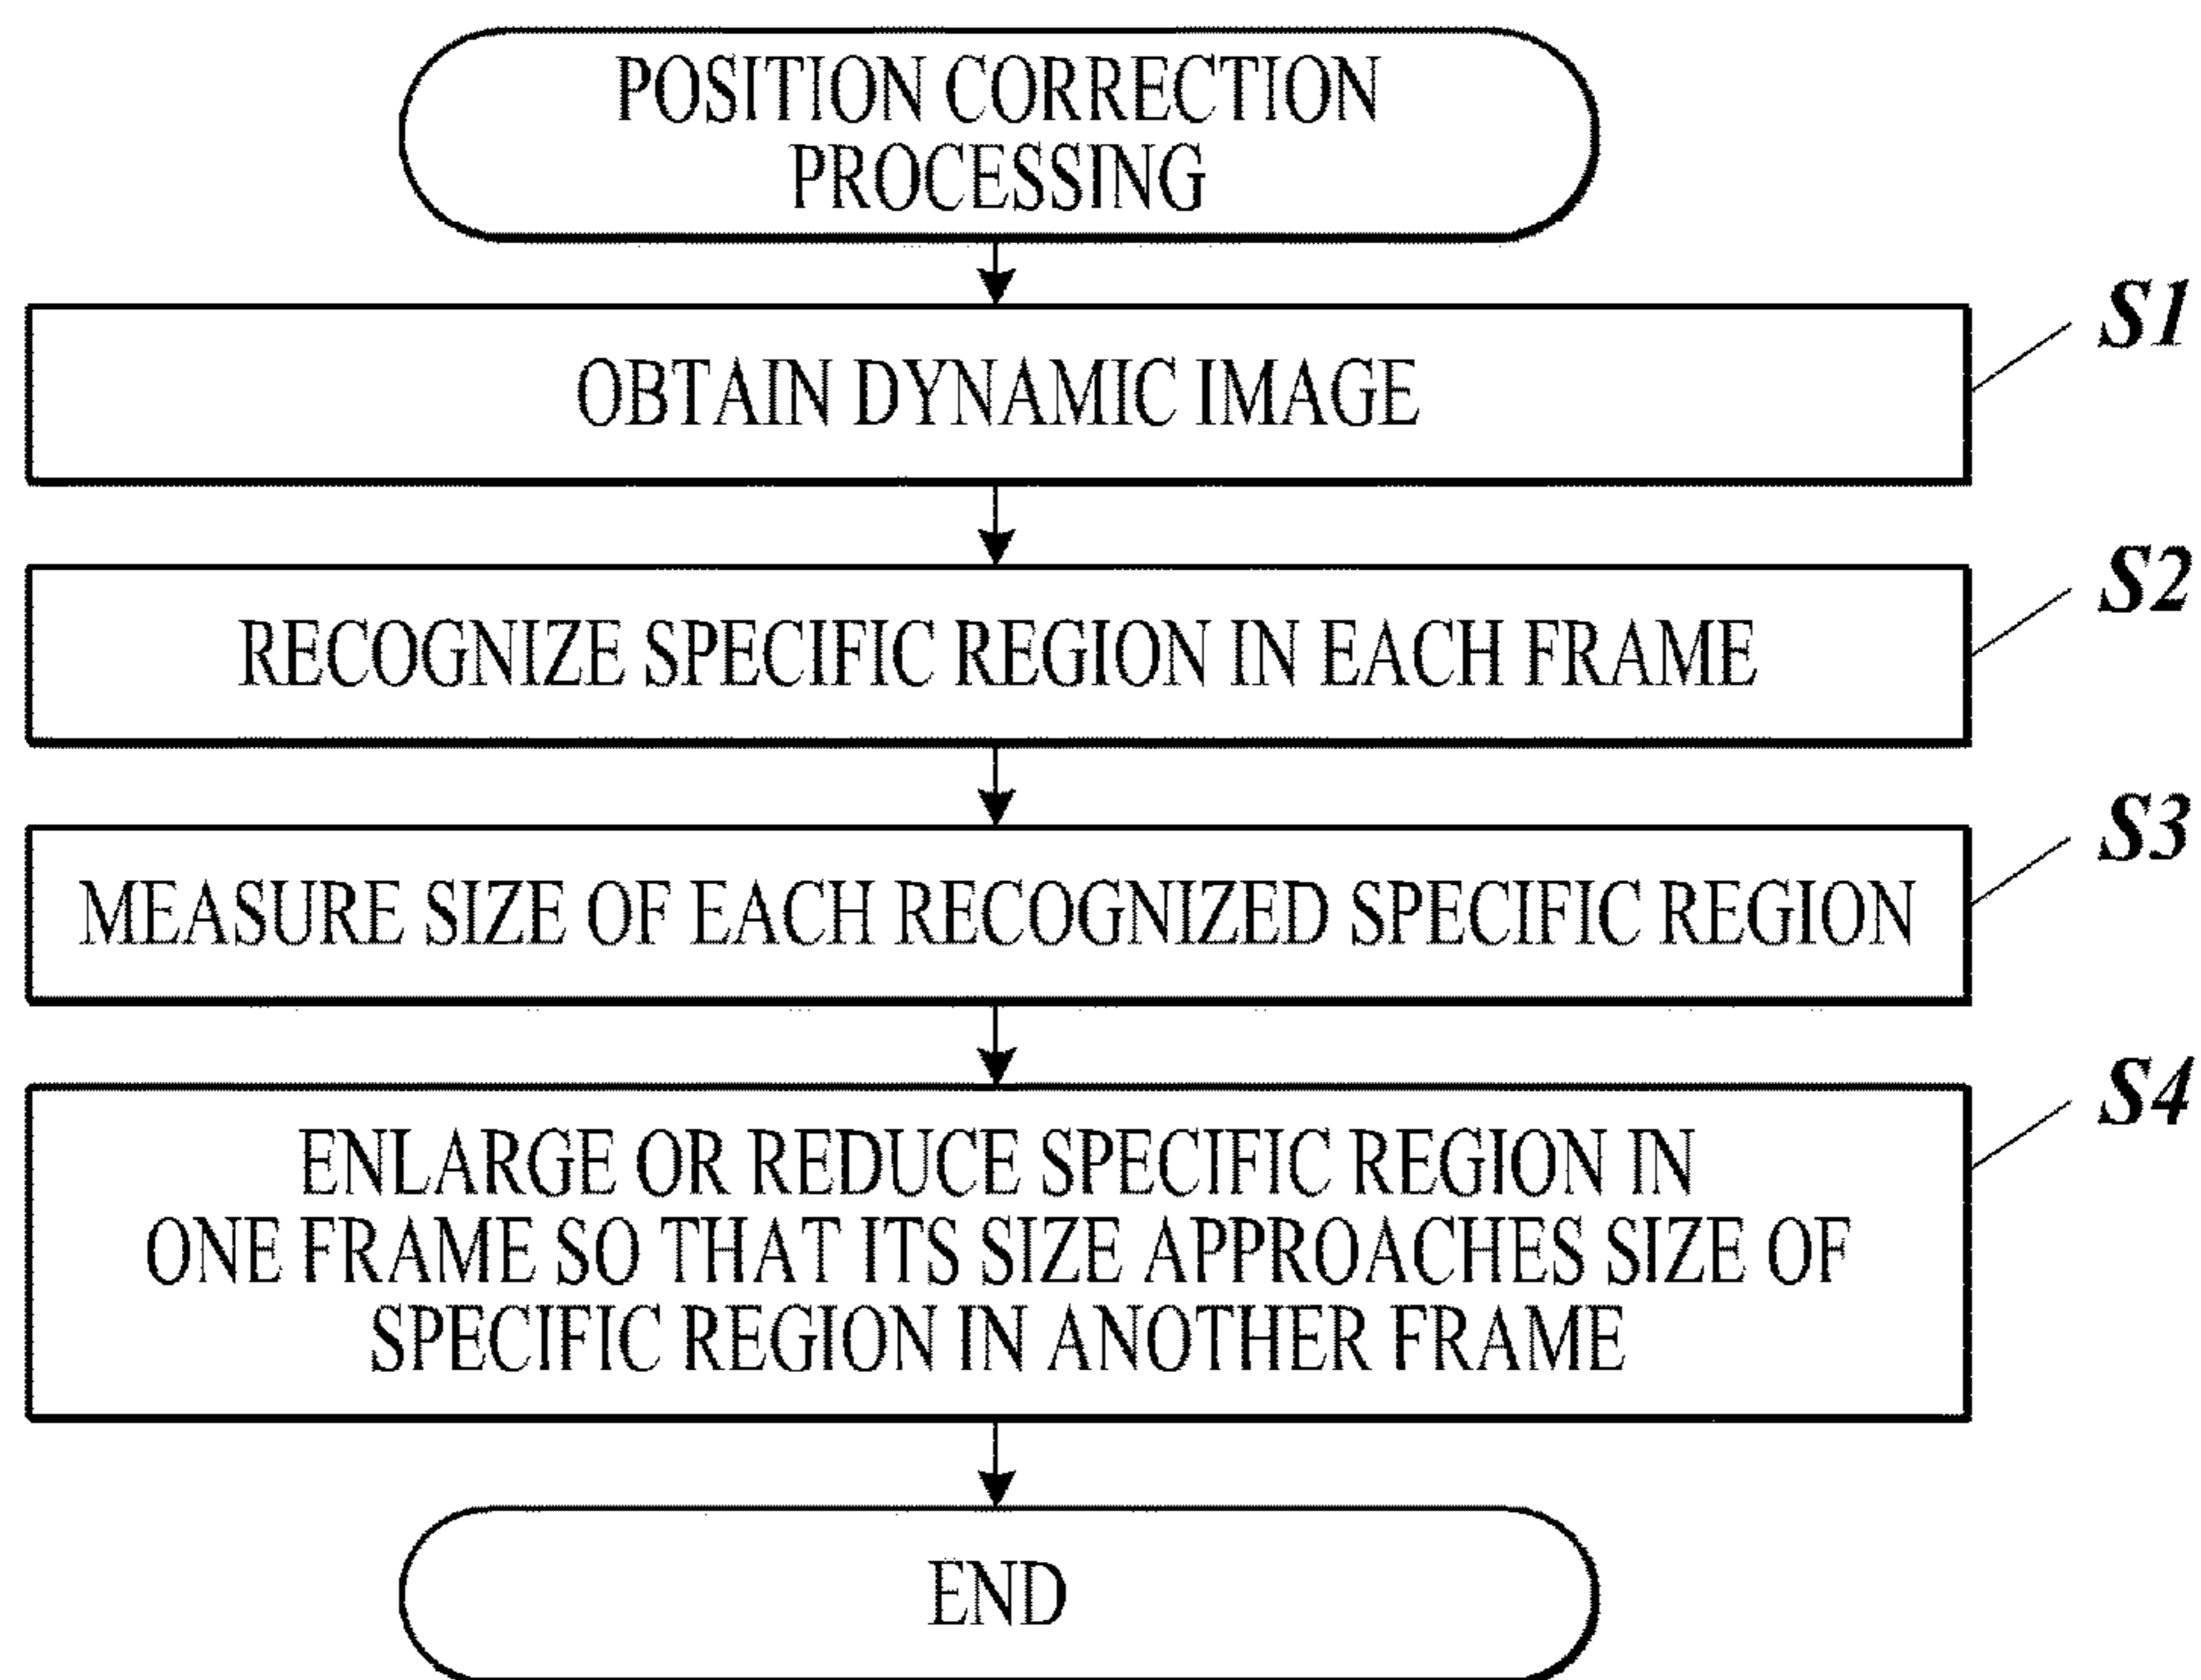 POSITION CORRECTION
PROCESSING
S1
OBTAIN DYNAMIC IMAGE
S2
RECOGNIZE SPECIFIC REGION IN EACH FRAME
S3
MEASURE SIZE OF EACH RECOGNIZED SPECIFIC REGION
S4
ENLARGE OR REDUCE SPECIFIC REGION IN
ONE FRAME SO THAT ITS SIZE APPROACHES SIZE OF
SPECIFIC REGION IN ANOTHER FRAME
END